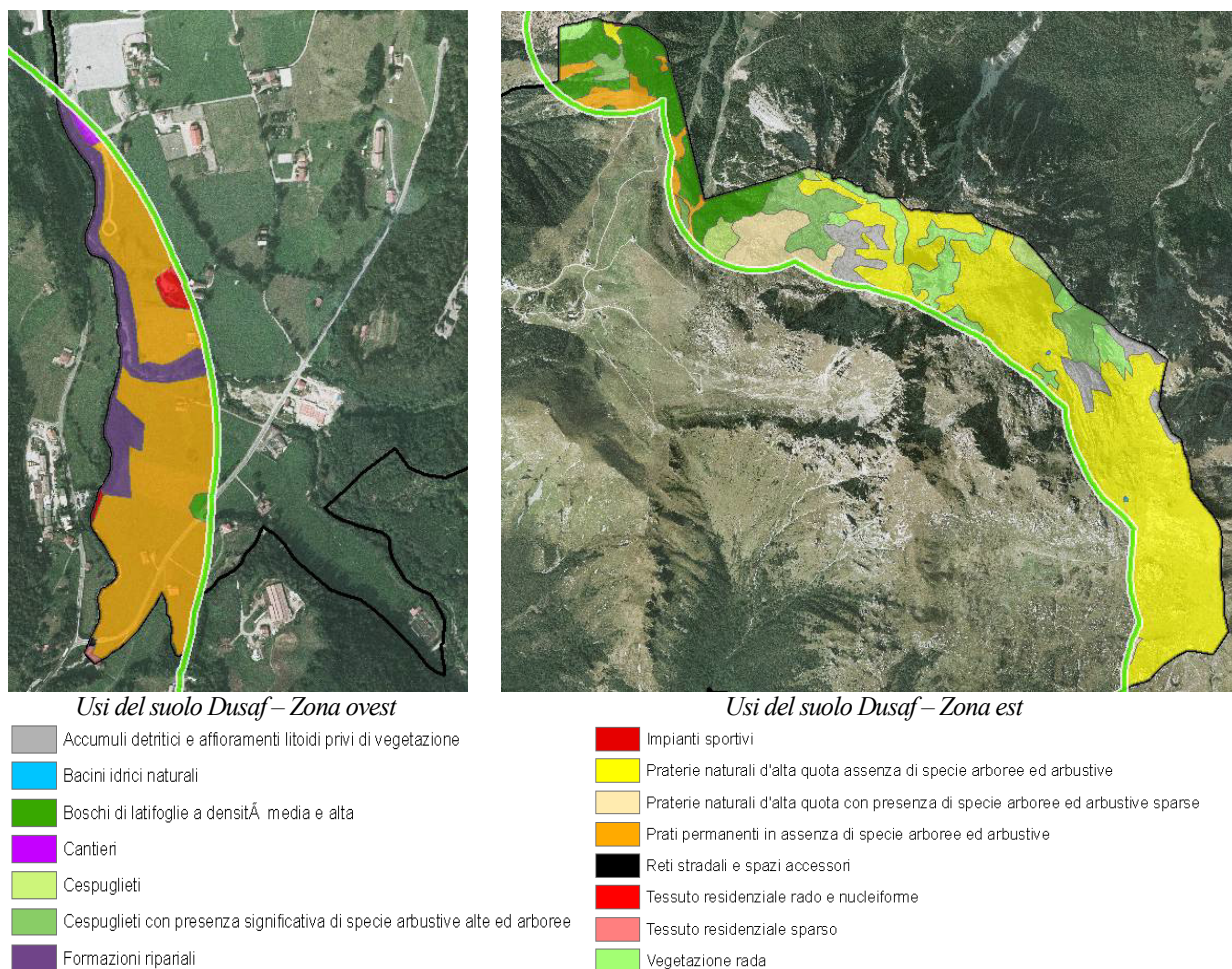 Usi del suolo Dusaf – Zona ovest
Accumuli detritici e affioramenti litoidi privi di vegetazione
Bacini idrici naturali
Boschi di latifoglie a densitÃ media e alta
Cantieri
Cespuglieti
Cespuglieti con presenza significativa di specie arbustive alte ed arboree
Formazioni ripariali
Usi del suolo Dusaf – Zona est
Impianti sportivi
Praterie naturali d'alta quota assenza di specie arboree ed arbustive
Praterie naturali d'alta quota con presenza di specie arboree ed arbustive sparse
Prati permanenti in assenza di specie arboree ed arbustive
Reti stradali e spazi accessori
Tessuto residenziale rado e nucleiforme
Tessuto residenziale sparso
Vegetazione rada